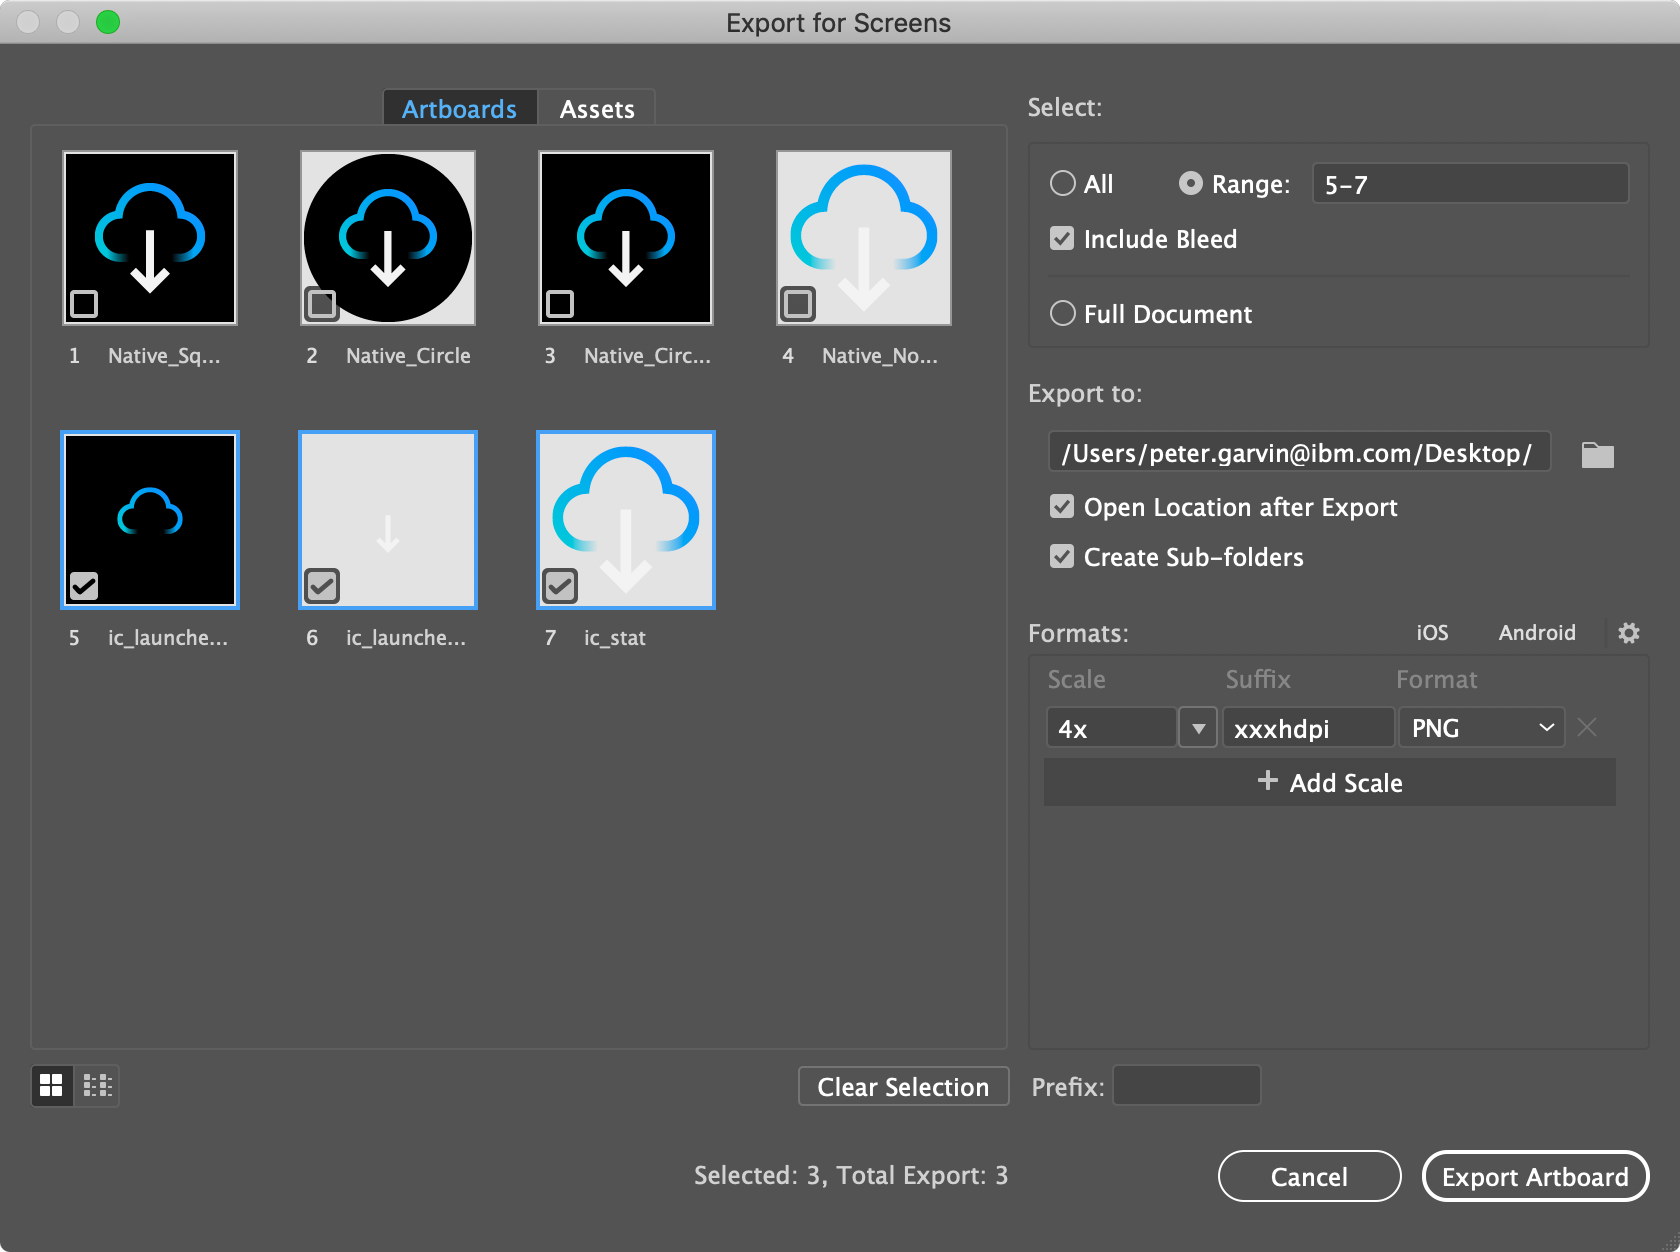 Export for Screens
Artboards
Assets
1 Native_Sq...
2 Native_Circle
3 Native_Circ...
4 Native_No...
5 ic_launche...
6 ic_launche...
7 ic_stat
Clear Selection
Selected: 3, Total Export: 3
Select:
All
Range: 5-7
Include Bleed
Full Document
Export to:
/Users/peter.garvin@ibm.com/Desktop/
Open Location after Export
Create Sub-folders
Formats:
iOS
Android
Scale Suffix Format
4x xxxhdpi PNG
+ Add Scale
Prefix:
Cancel
Export Artboard